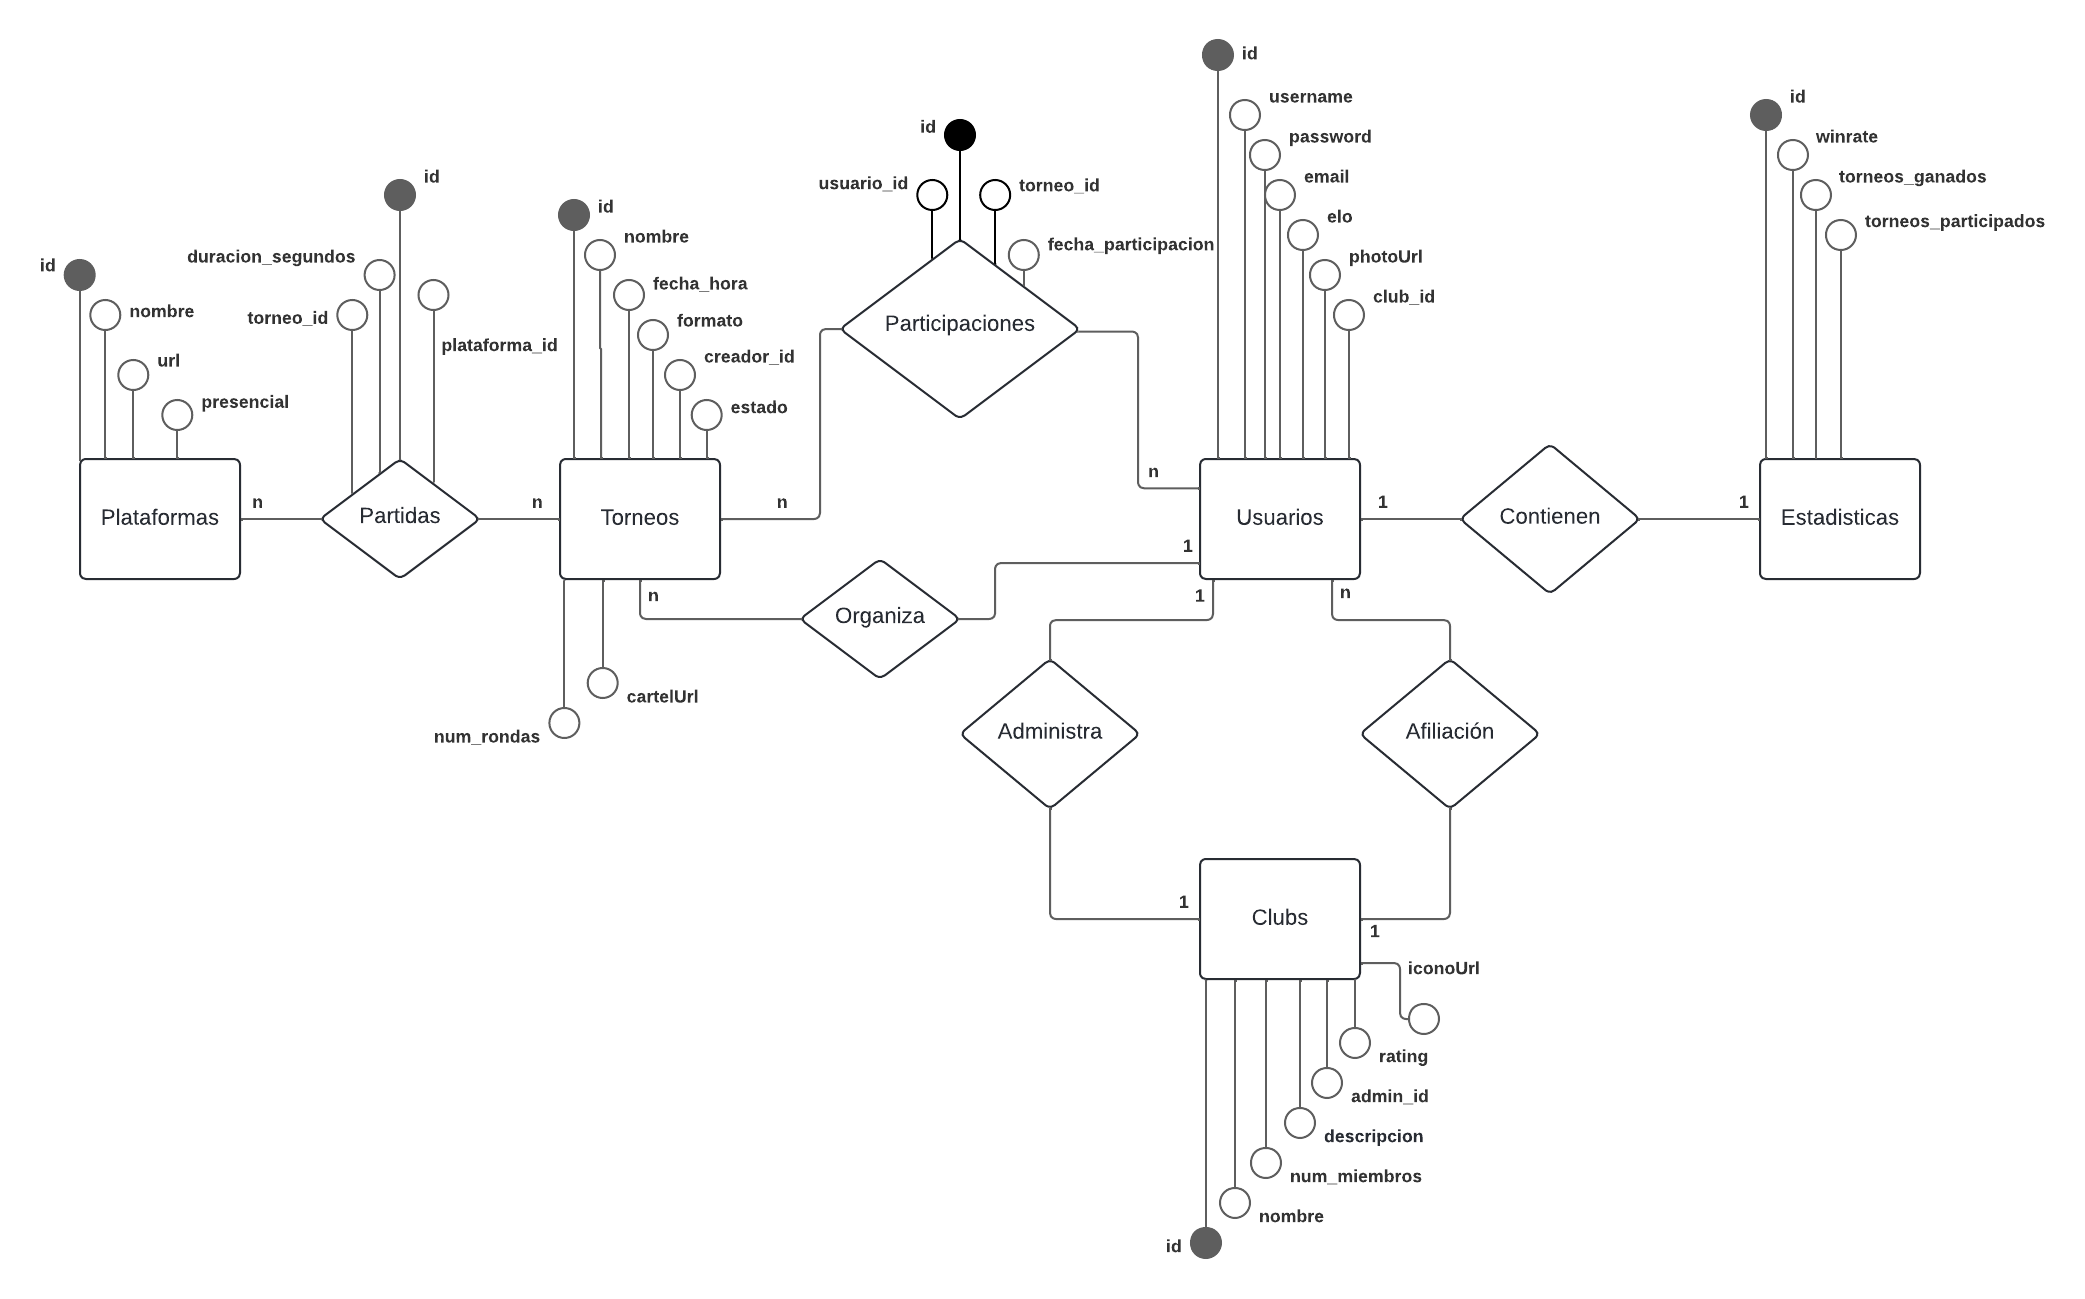 id
username
id
password
winrate
id
email
torneos_ganados
id
usuario_id
torneo_id
elo
torneos_participados
id
nombre
fecha_participacion
duracion_segundos
photoUrl
id
fecha_hora
club_id
nombre
torneo_id
formato
Participaciones
plataforma_id
creador_id
url
presencial
estado
n
n
n
n
1
1
Plataformas
Partidas
Torneos
Usuarios
Contienen
Estadisticas
1
n
1
n
Organiza
cartelUrl
num_rondas
Administra
Afiliación
1
Clubs
1
iconoUrl
rating
admin_id
descripcion
num_miembros
nombre
id